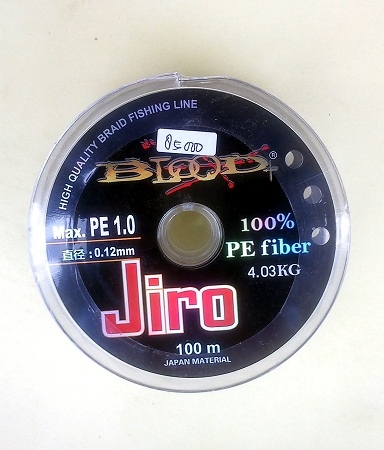 HIGH QUALITY BRAID FISHING LINE
85000
BLOOD
®
Max. PE 1.0
直径 : 0.12mm
100%
PE fiber
4.03KG
Jiro
100 m
JAPAN MATERIAL